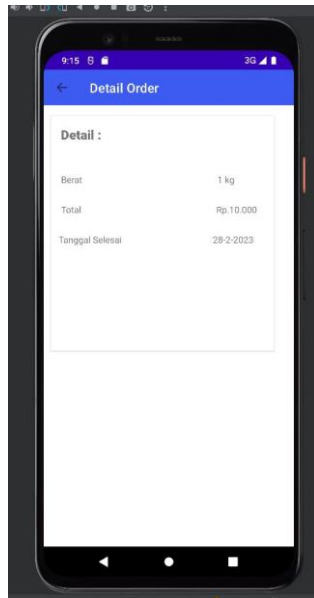 9:15 3G
Detail Order
Detail :
Berat 1 kg
Total Rp.10.000
Tanggal Selesai 28-2-2023